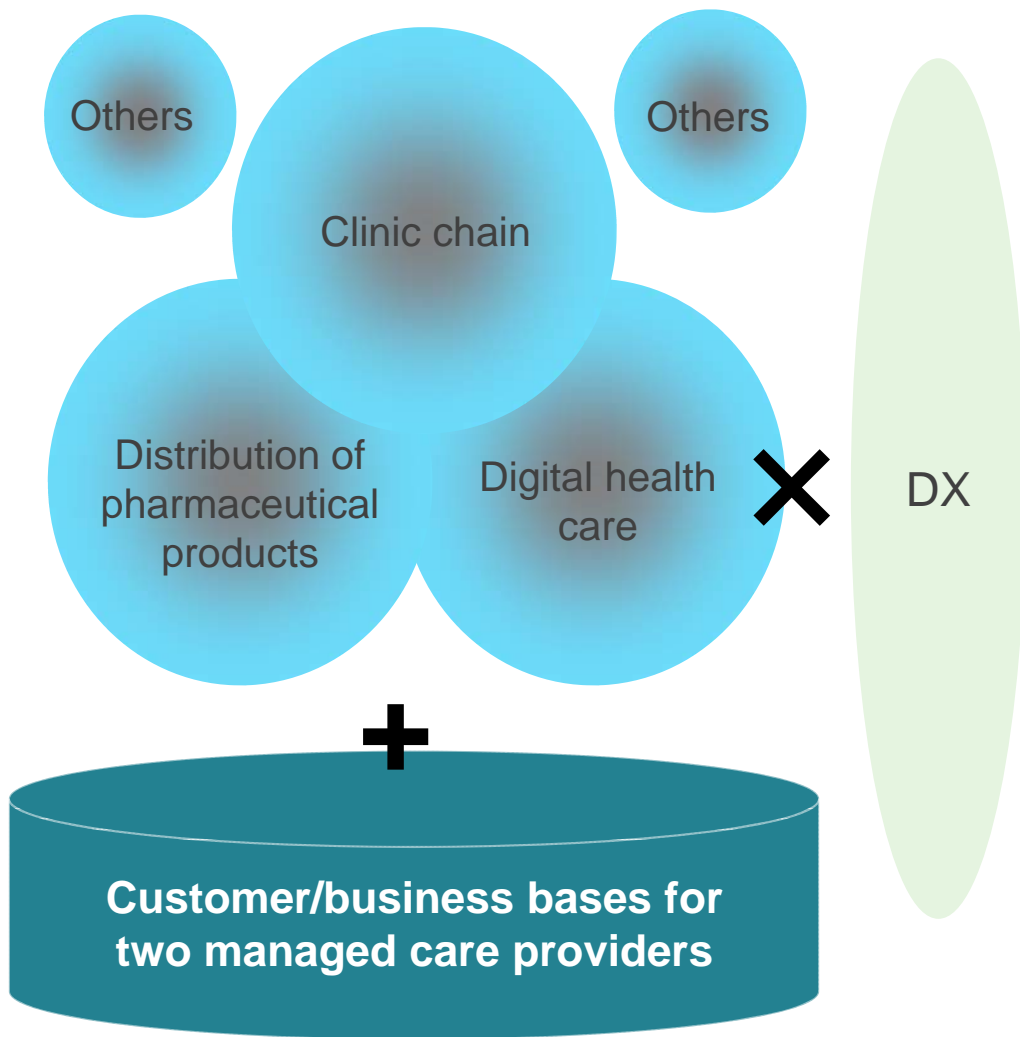 Others
Others
Clinic chain
Distribution of
pharmaceutical
products
Digital health
care
DX
Customer/business bases for
two managed care providers